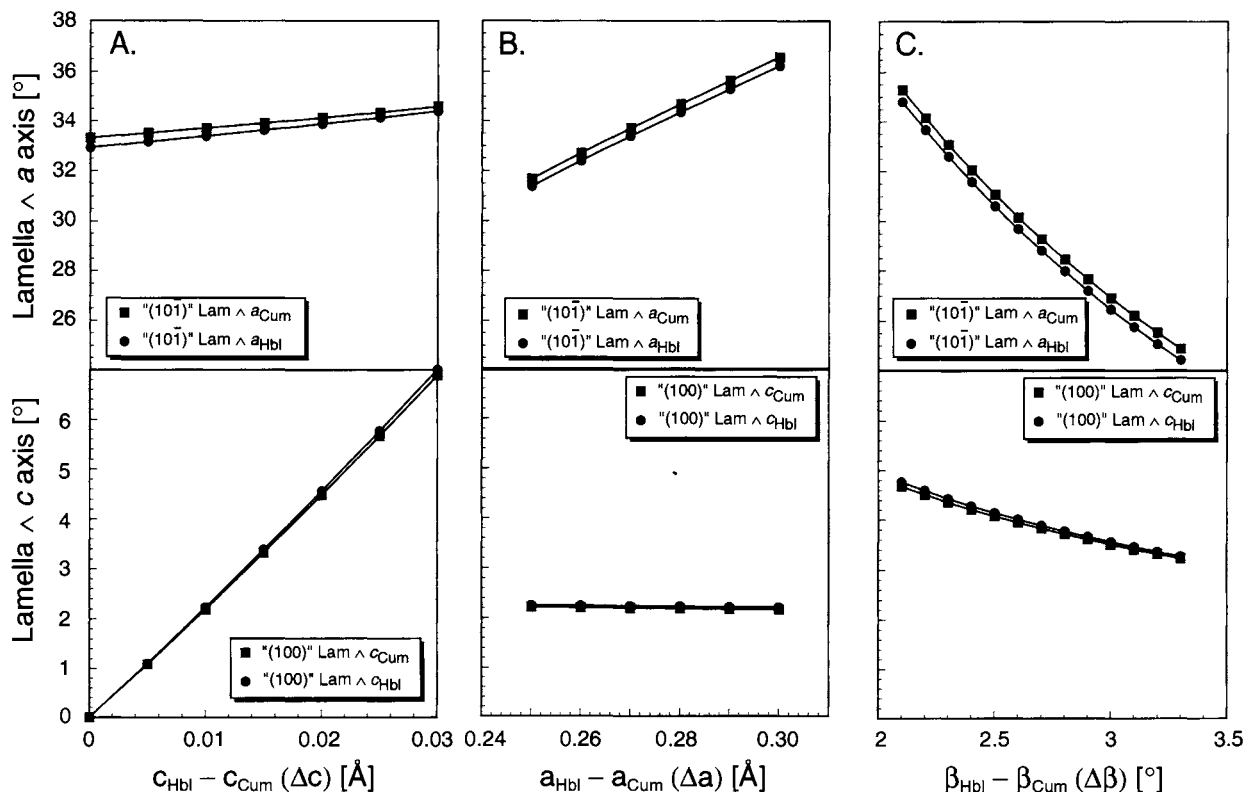 A.
B.
C.
38
36
34
32
30
28
26
Lamella ∧ a axis [°]
■ "(101̄)" Lam ∧ aCum
● "(101̄)" Lam ∧ aHbl
■ "(101̄)" Lam ∧ aCum
● "(101̄)" Lam ∧ aHbl
■ "(101̄)" Lam ∧ aCum
● "(101̄)" Lam ∧ aHbl
6
5
4
3
2
1
0
Lamella ∧ c axis [°]
■ "(100)" Lam ∧ cCum
● "(100)" Lam ∧ cHbl
■ "(100)" Lam ∧ cCum
● "(100)" Lam ∧ cHbl
■ "(100)" Lam ∧ cCum
● "(100)" Lam ∧ cHbl
0 0.01 0.02 0.03
0.24 0.26 0.28 0.30
2 2.5 3 3.5
cHbl – cCum (Δc) [Å]
aHbl – aCum (Δa) [Å]
βHbl – βCum (Δβ) [°]